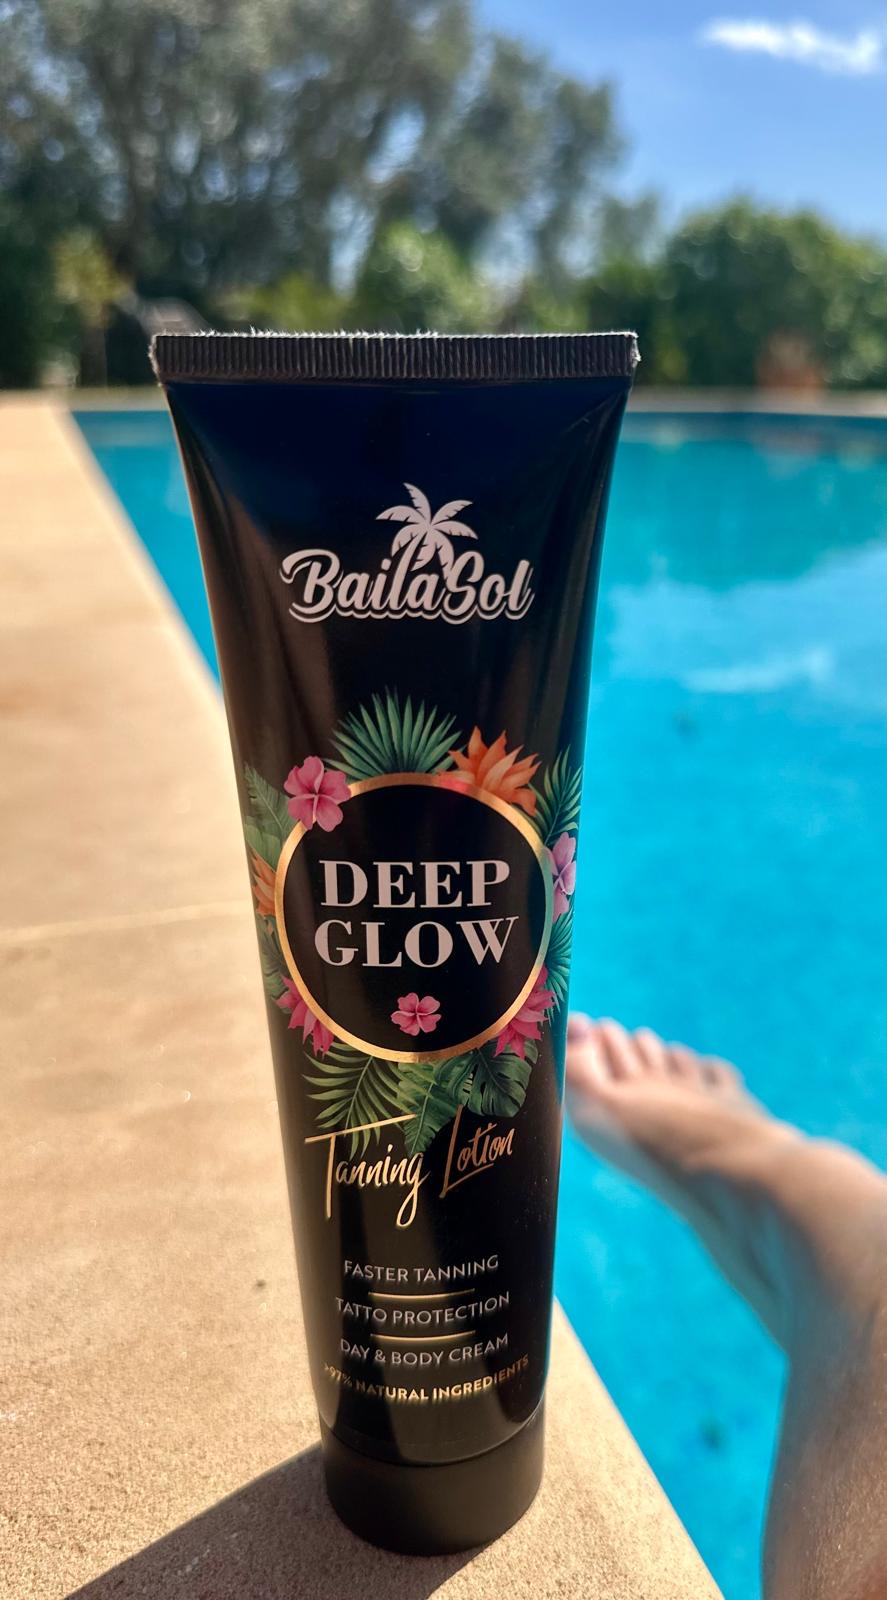 BailaSol
DEEP
GLOW
Tanning Lotion
FASTER TANNING
TATTO PROTECTION
DAY & BODY CREAM
>97% NATURAL INGREDIENTS